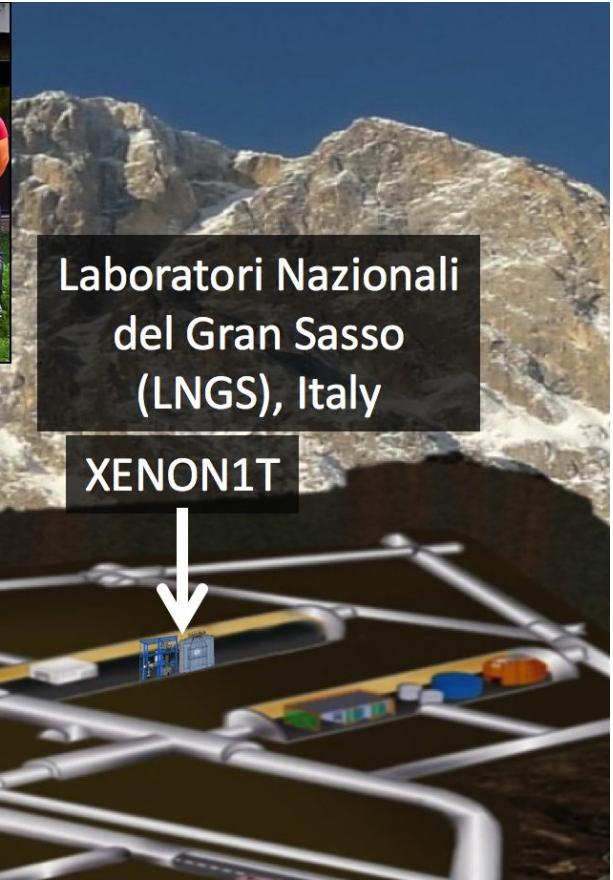 Laboratori Nazionali
del Gran Sasso
(LNGS), Italy
XENON1T